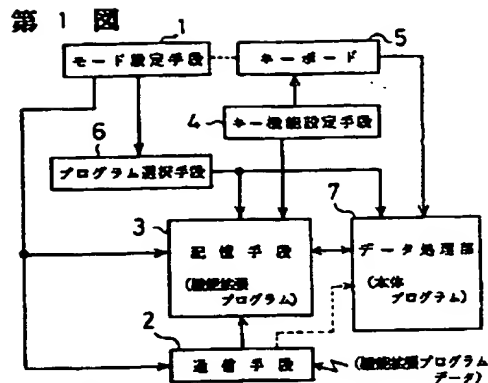 第 1 図
1
モード設定手段
5
キーボード
4
キー機能設定手段
6
プログラム選択手段
3
記憶手段
(機能拡張
プログラム)
7
データ処理部
(本体
プログラム)
2
通信手段
(機能拡張プログラム
データ)